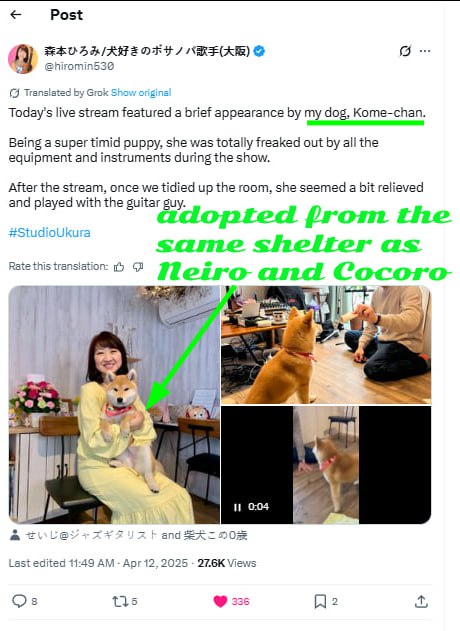 Post
森本ひろみ/犬好きのボサノバ歌手(大阪)
@hiromin530
Translated by Grok Show original
Today's live stream featured a brief appearance by my dog, Kome-chan.
Being a super timid puppy, she was totally freaked out by all the
equipment and instruments during the show.
After the stream, once we tidied up the room, she seemed a bit relieved
and played with the guitar guy.
adopted from the
#StudioUkura
same shelter as
Rate this translation:
Neiro and Cocoro
0:04
せいじ@ジャズギタリスト and 柴犬こめ0歳
Last edited 11:49 AM · Apr 12, 2025 · 27.6K Views
8 5 336 2